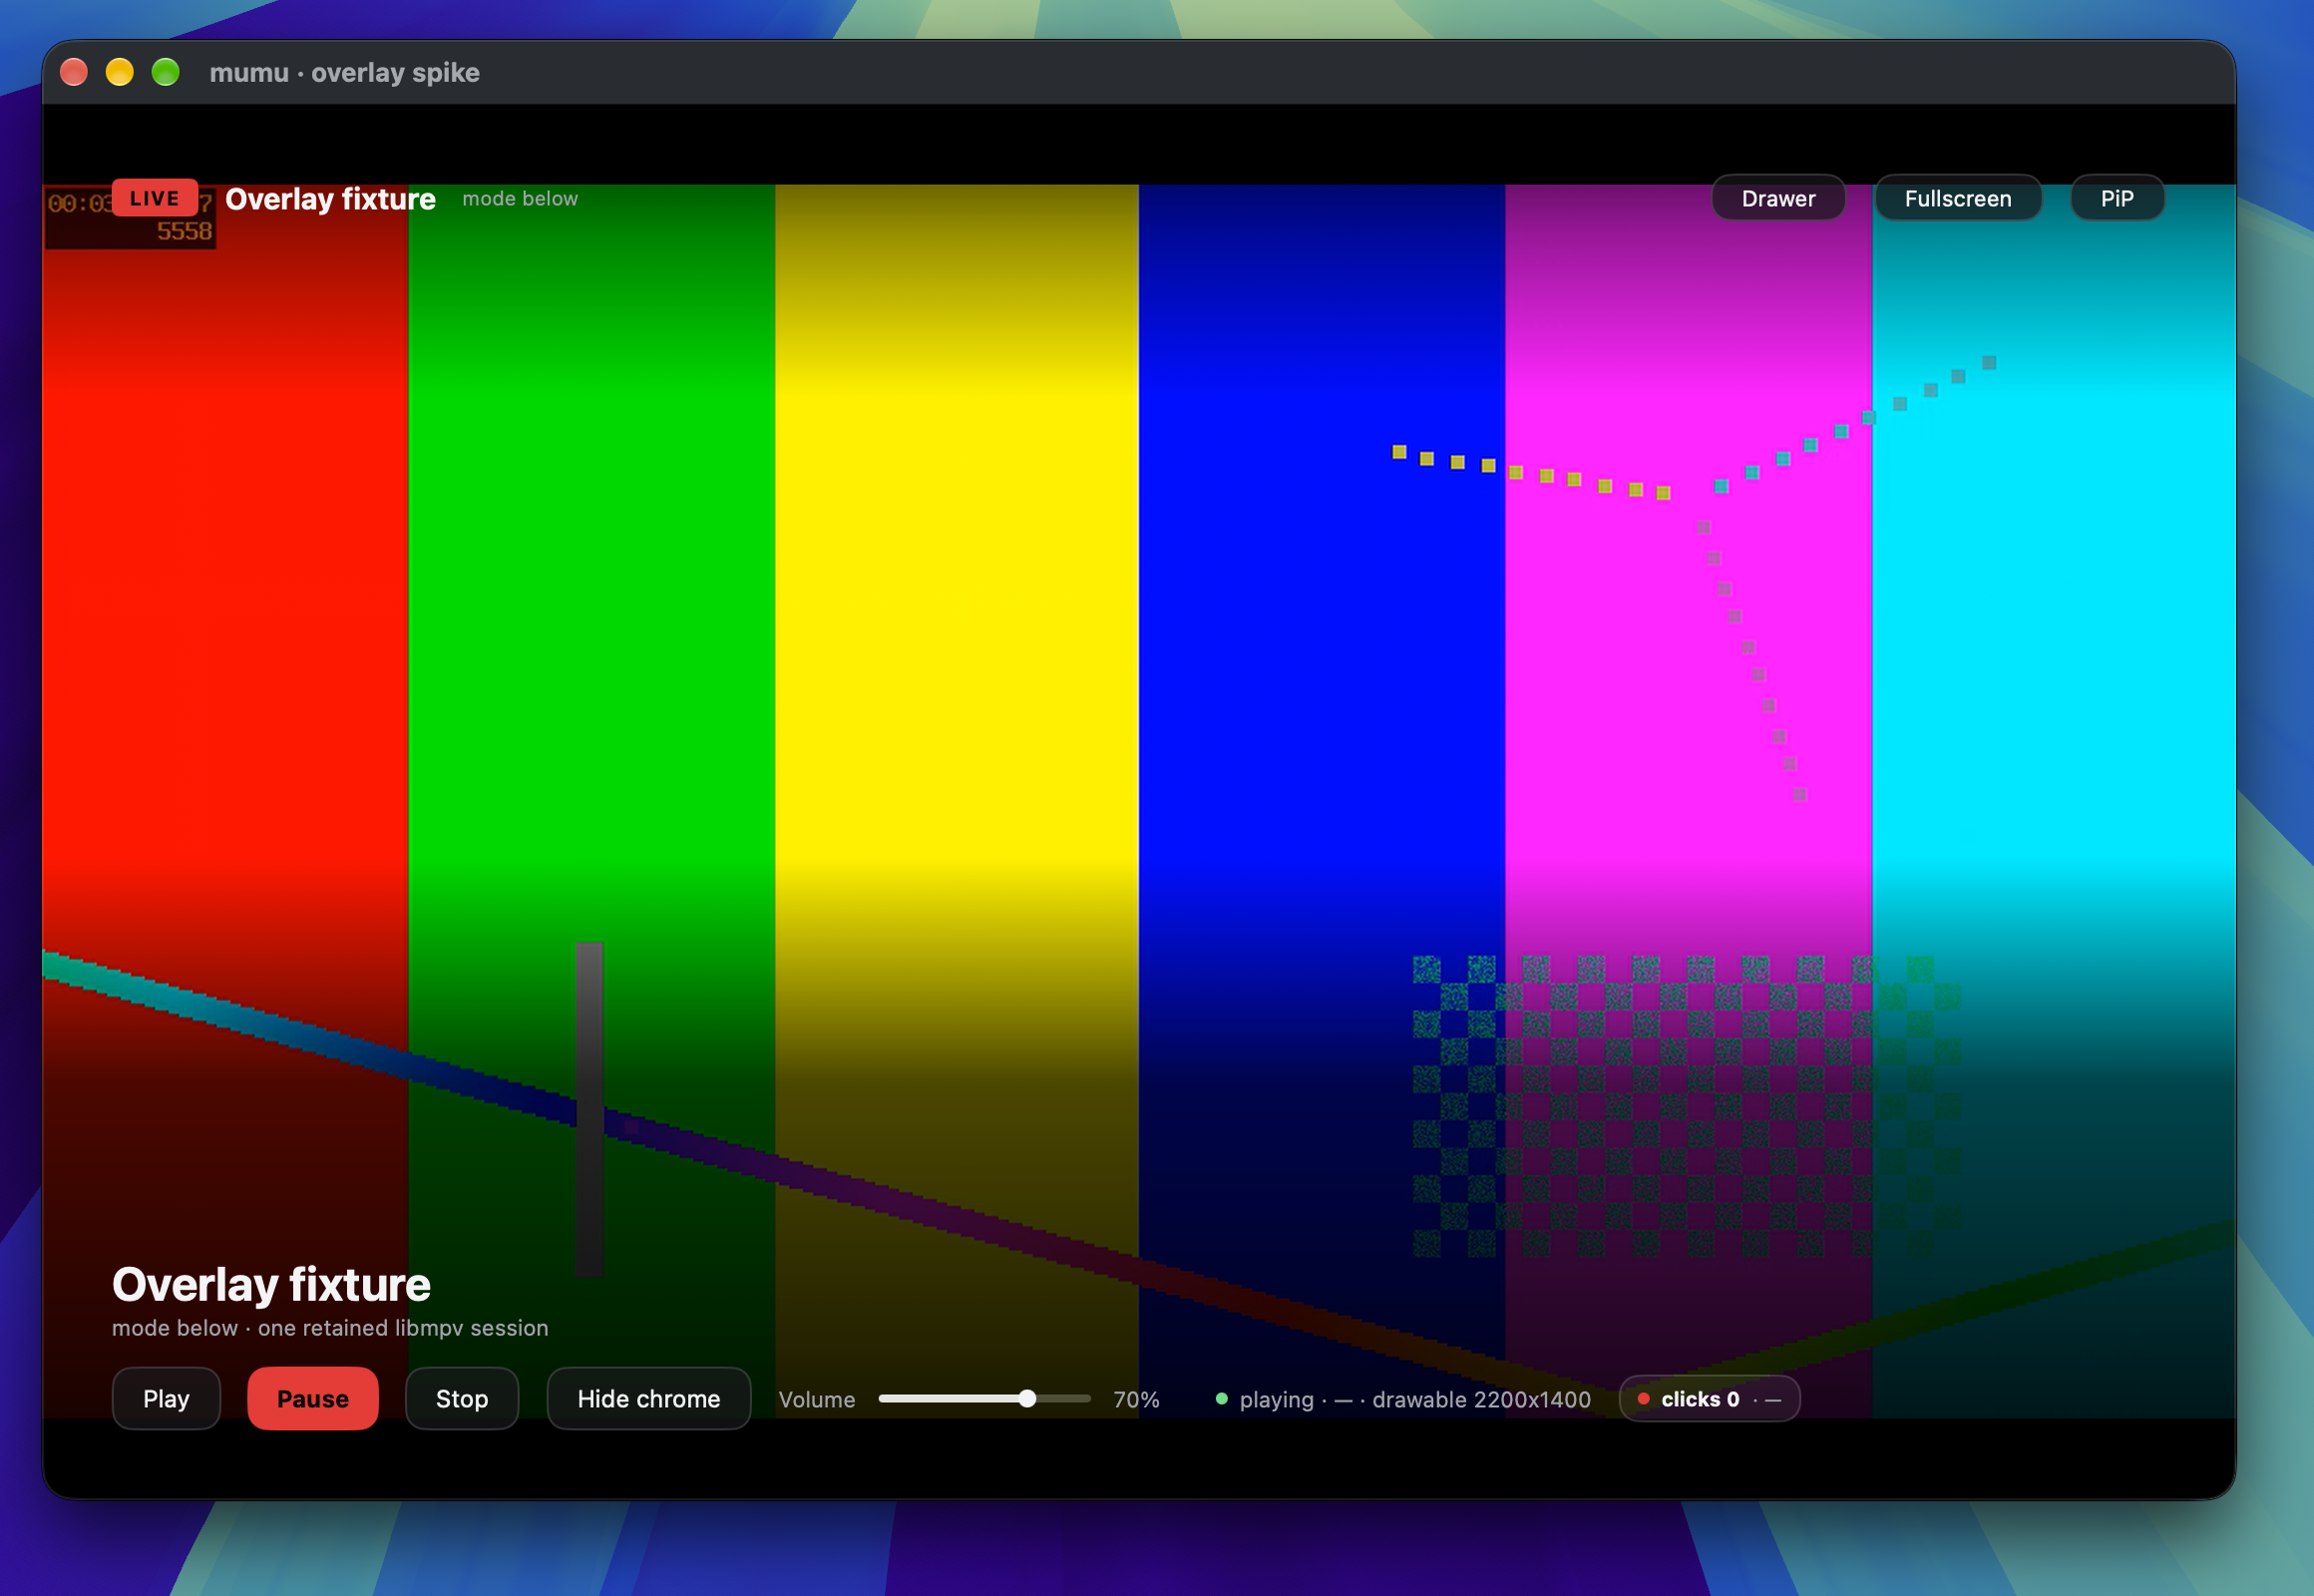 mumu · overlay spike
LIVE Overlay fixture mode below Drawer Fullscreen PiP
5558
Overlay fixture
mode below · one retained libmpv session
Play Pause Stop Hide chrome Volume 70% playing · — · drawable 2200x1400 clicks 0 · —